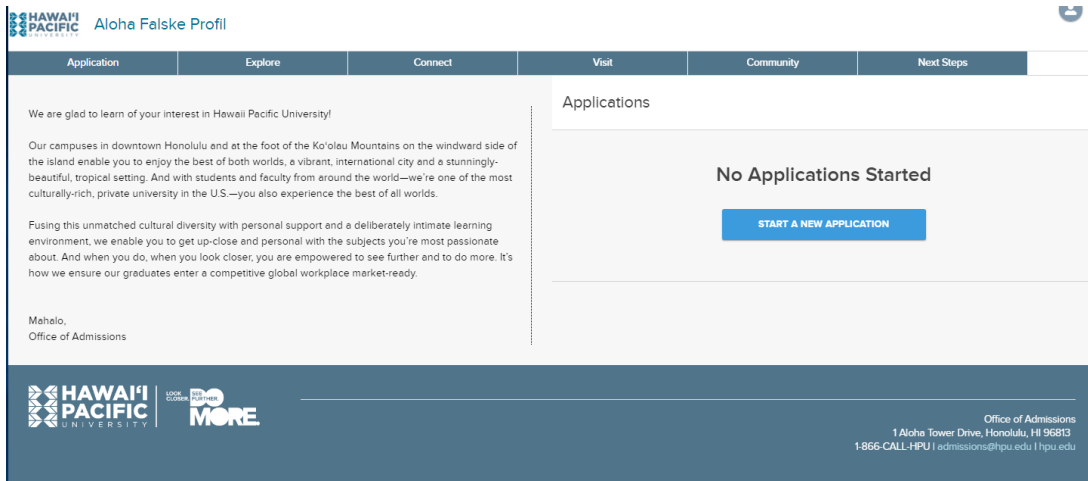 HAWAI'I
PACIFIC
UNIVERSITY
Aloha Falske Profil
Application
Explore
Connect
Visit
Community
Next Steps
We are glad to learn of your interest in Hawaii Pacific University!
Our campuses in downtown Honolulu and at the foot of the Ko'olau Mountains on the windward side of
the island enable you to enjoy the best of both worlds, a vibrant, international city and a stunningly-
beautiful, tropical setting. And with students and faculty from around the world—we're one of the most
culturally-rich, private university in the U.S.—you also experience the best of all worlds.
Fusing this unmatched cultural diversity with personal support and a deliberately intimate learning
environment, we enable you to get up-close and personal with the subjects you're most passionate
about. And when you do, when you look closer, you are empowered to see further and to do more. It's
how we ensure our graduates enter a competitive global workplace market-ready.
Mahalo,
Office of Admissions
Applications
No Applications Started
START A NEW APPLICATION
HAWAI'I
PACIFIC
UNIVERSITY
LOOK
CLOSER.
SEE
FURTHER.
DO
MORE.
Office of Admissions
1 Aloha Tower Drive, Honolulu, HI 96813
1-866-CALL-HPU | admissions@hpu.edu | hpu.edu